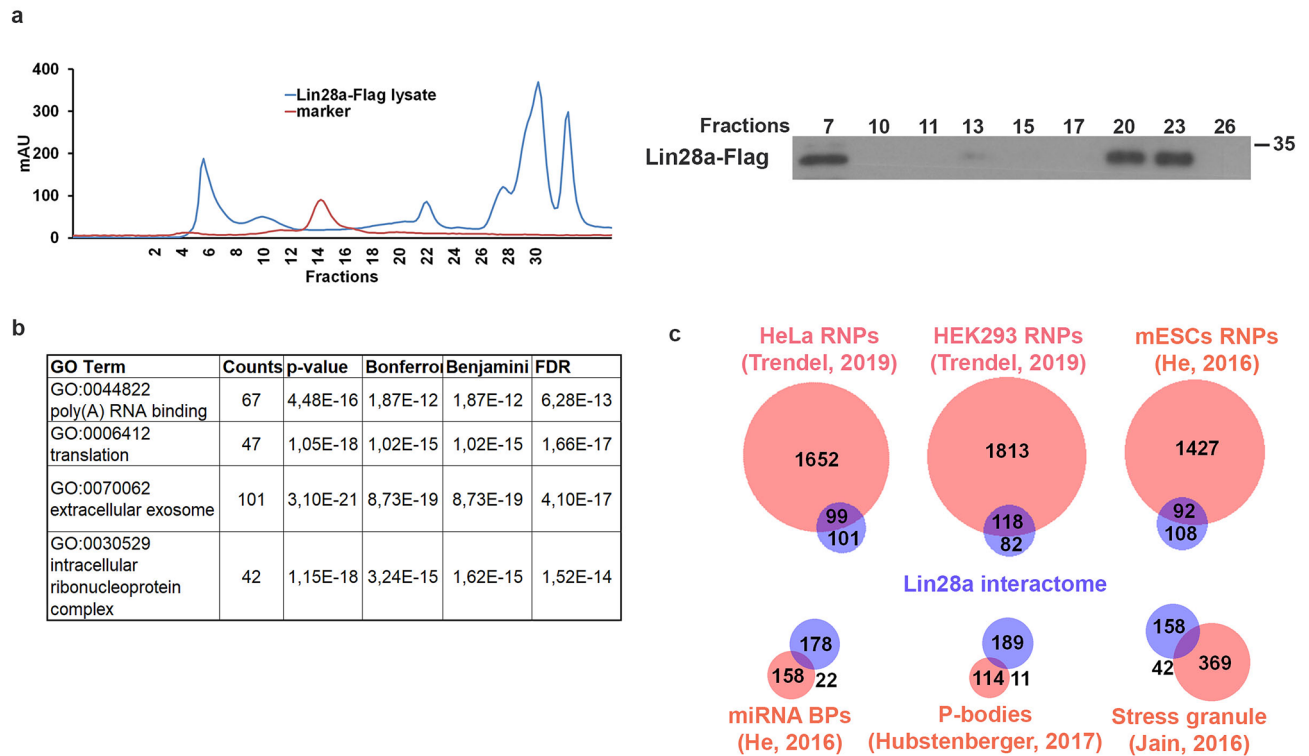 a
400
300
200
100
0
mAU
Lin28a-Flag lysate
marker
2 4 6 8 10 12 14 16 18 20 22 24 26 28 30
Fractions
Fractions 7 10 11 13 15 17 20 23 26
Lin28a-Flag
35
b
GO Term Counts p-value Bonferror Benjamini FDR
GO:0044822
poly(A) RNA binding 67 4,48E-16 1,87E-12 1,87E-12 6,28E-13
GO:0006412
translation 47 1,05E-18 1,02E-15 1,02E-15 1,66E-17
GO:0070062
extracellular exosome 101 3,10E-21 8,73E-19 8,73E-19 4,10E-17
GO:0030529
intracellular
ribonucleoprotein
complex 42 1,15E-18 3,24E-15 1,62E-15 1,52E-14
c
HeLa RNPs
(Trendel, 2019)
1652
99
101
HEK293 RNPs
(Trendel, 2019)
1813
118
82
mESCs RNPs
(He, 2016)
1427
92
108
Lin28a interactome
178
158
22
miRNA BPs
(He, 2016)
189
114
11
P-bodies
(Hubstenberger, 2017)
158
42
369
Stress granule
(Jain, 2016)